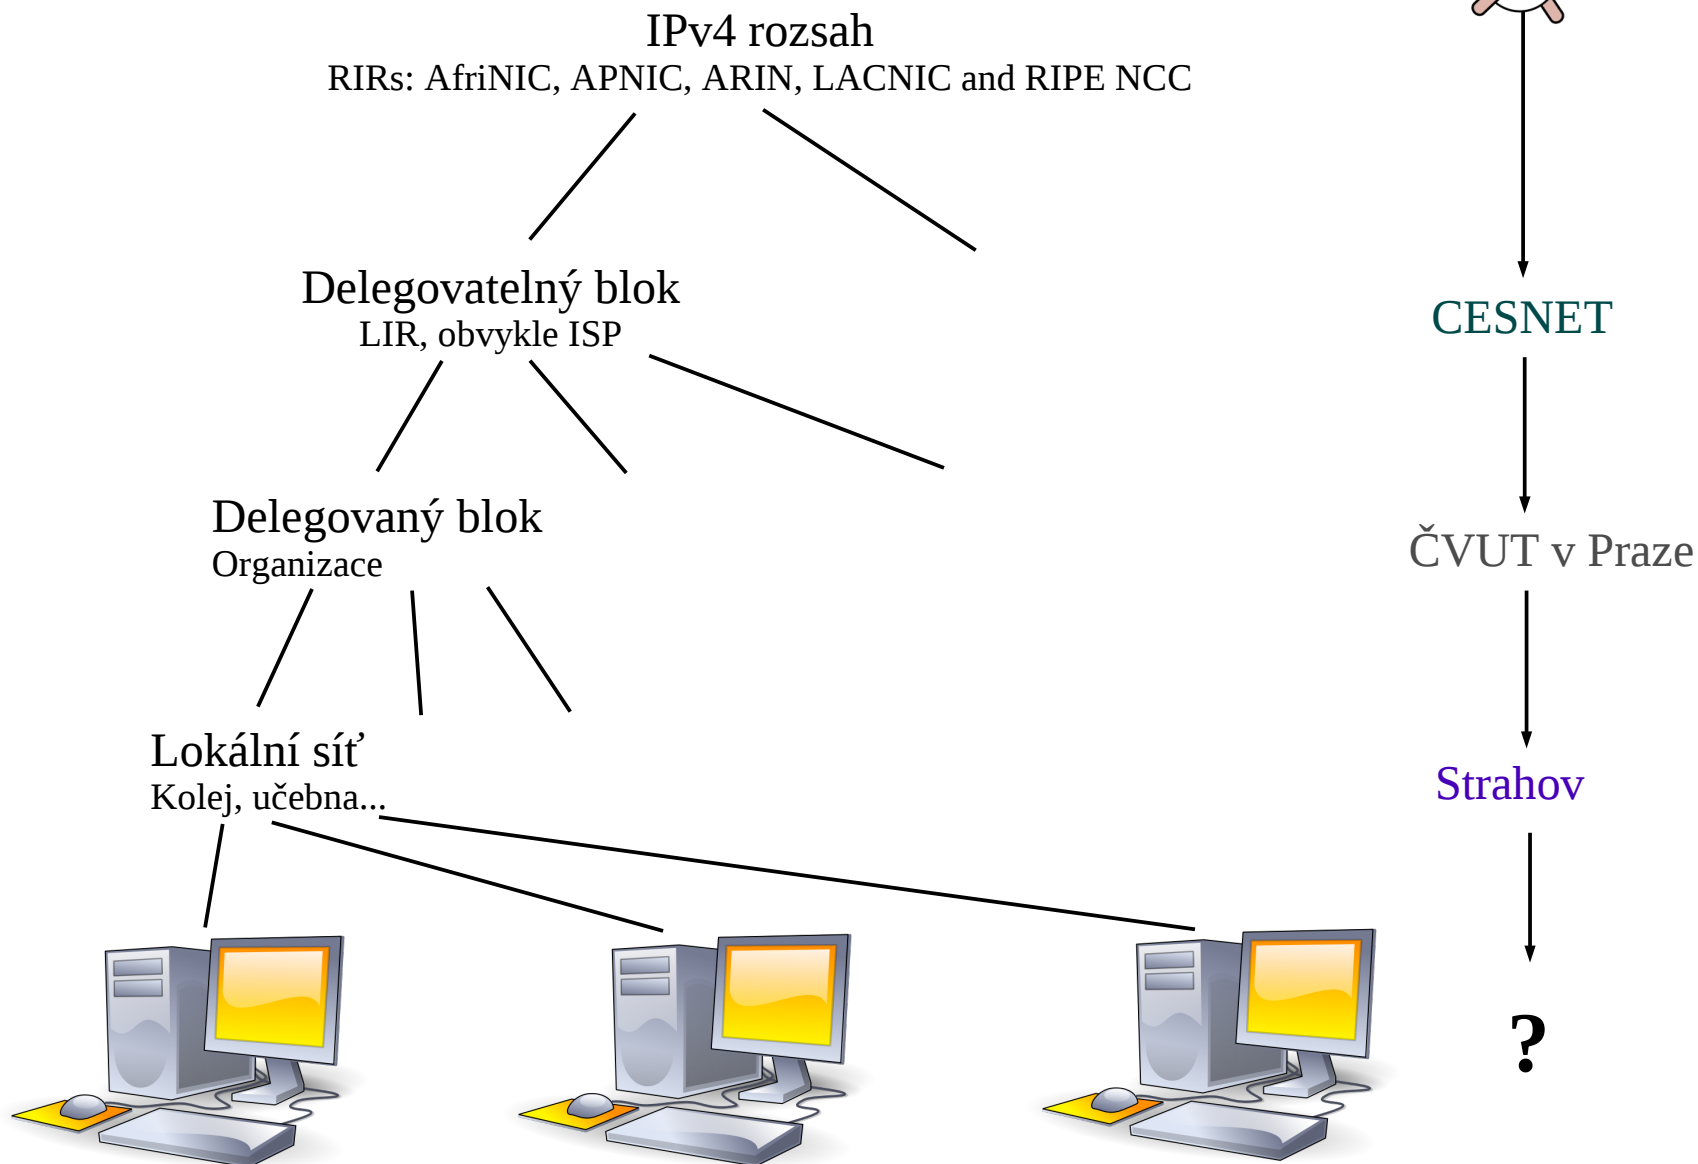 IPv4 rozsah
RIRs: AfriNIC, APNIC, ARIN, LACNIC and RIPE NCC
Delegovatelný blok
LIR, obvykle ISP
CESNET
Delegovaný blok
Organizace
ČVUT v Praze
Lokální síť
Kolej, učebna...
Strahov
?